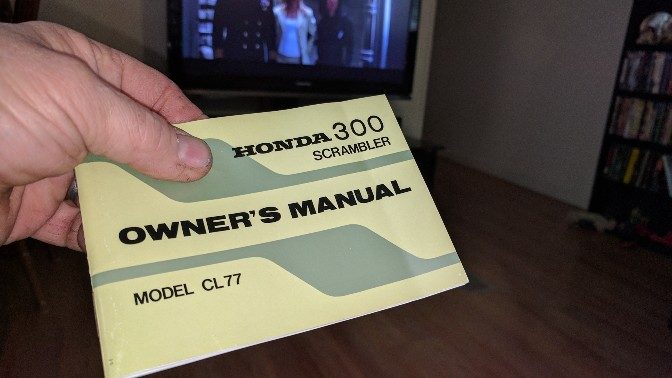 HONDA 300
SCRAMBLER
OWNER'S MANUAL
MODEL CL77